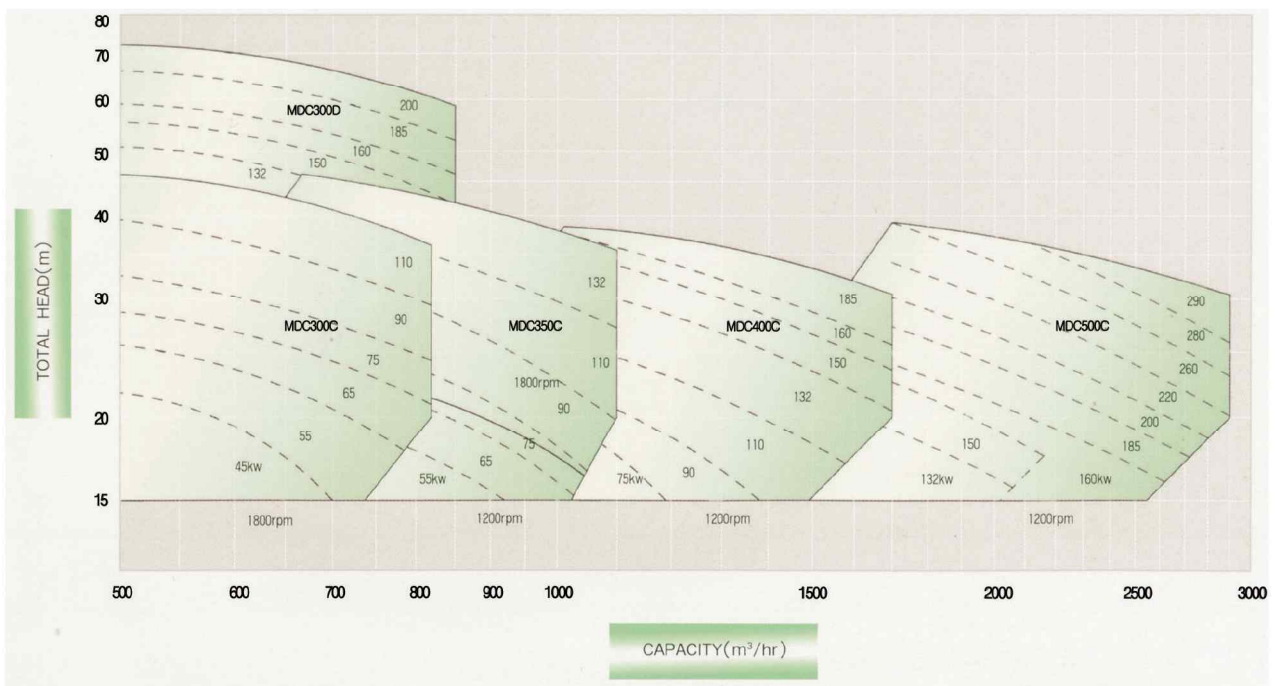 80
70
60
50
40
30
20
15
TOTAL HEAD(m)
MDC300D
200
185
160
150
132
MDC300C
110
90
75
65
55
45kw
MDC350C
132
110
1800rpm
90
75
65
55kw
MDC400C
185
160
150
132
110
90
75kw
MDC500C
290
280
260
220
200
185
150
132kw
160kw
1800rpm 1200rpm 1200rpm 1200rpm
500 600 700 800 900 1000 1500 2000 2500 3000
CAPACITY(m³/hr)